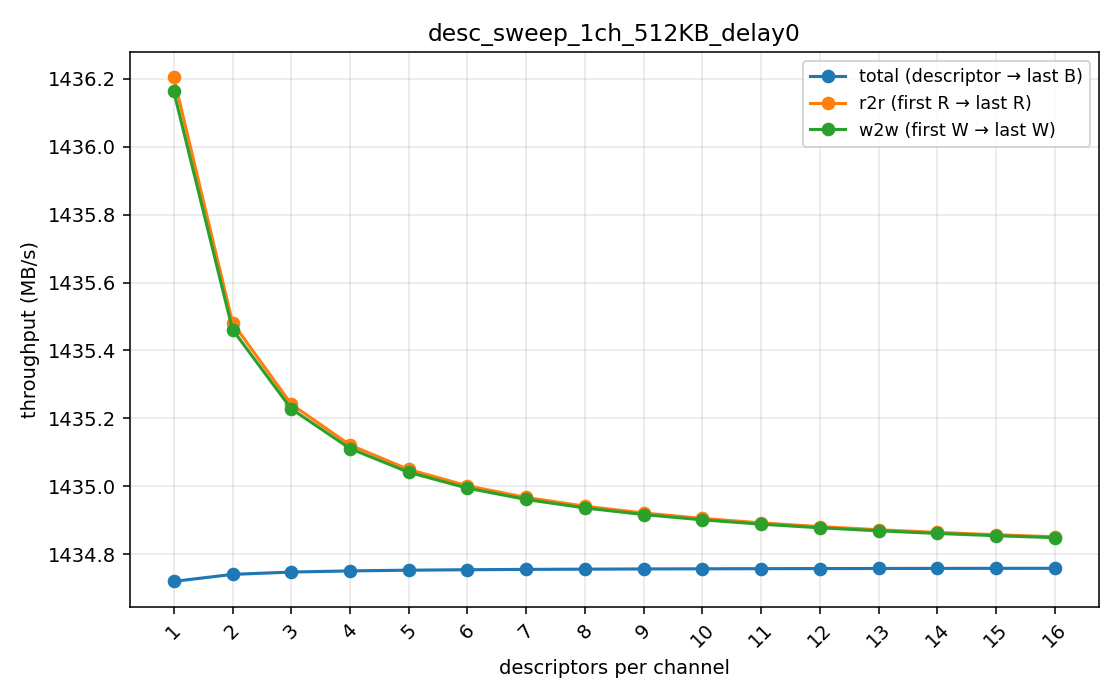 desc_sweep_1ch_512KB_delay0
total (descriptor → last B)
r2r (first R → last R)
w2w (first W → last W)
throughput (MB/s)
1436.2
1436.0
1435.8
1435.6
1435.4
1435.2
1435.0
1434.8
1 2 3 4 5 6 7 8 9 10 11 12 13 14 15 16
descriptors per channel